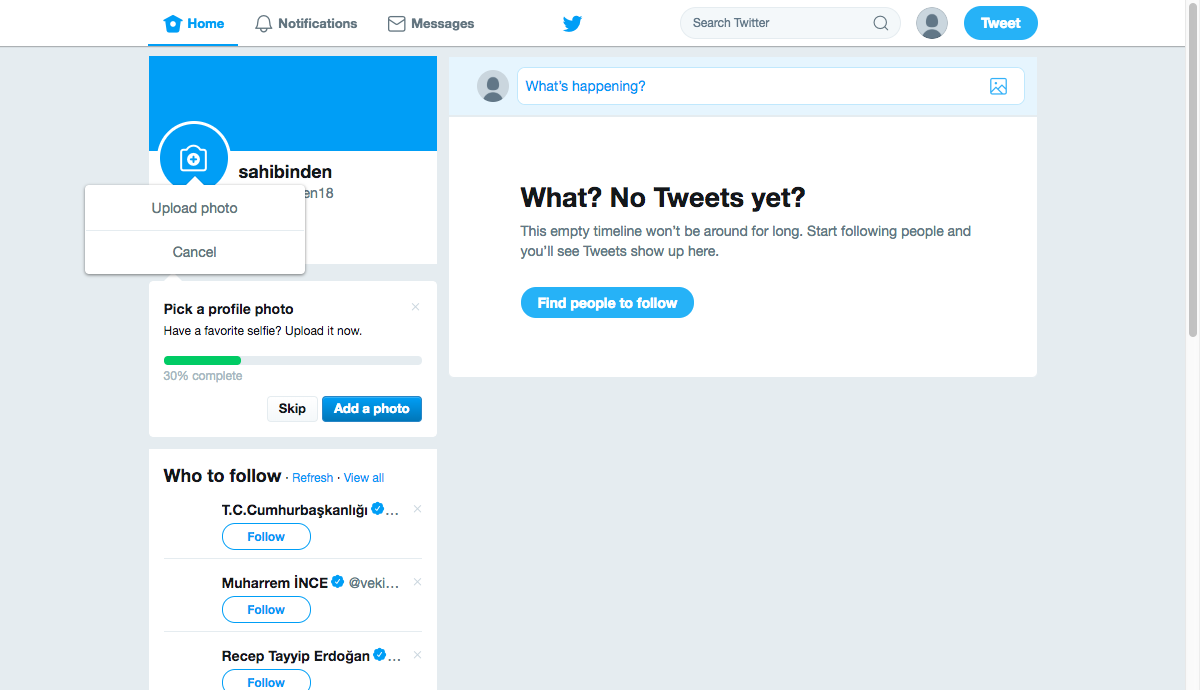 Home
Notifications
Messages
Search Twitter
Tweet
sahibinden
en18
Upload photo
Cancel
Pick a profile photo
Have a favorite selfie? Upload it now.
30% complete
Skip
Add a photo
Who to follow · Refresh · View all
T.C.Cumhurbaşkanlığı ...
Follow
Muharrem İNCE @veki...
Follow
Recep Tayyip Erdoğan ...
Follow
What's happening?
What? No Tweets yet?
This empty timeline won't be around for long. Start following people and
you'll see Tweets show up here.
Find people to follow